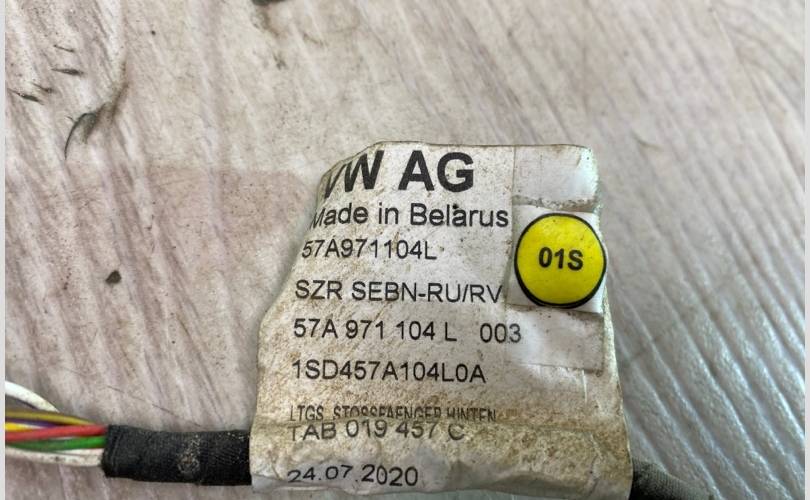 VW AG
Made in Belarus
57A971104L
01S
SZR SEBN-RU/RV
57A 971 104 L 003
1SD457A104L0A
LTGS. STOSSFAENGER HINTEN
TAB 019 457 C
24.07.2020